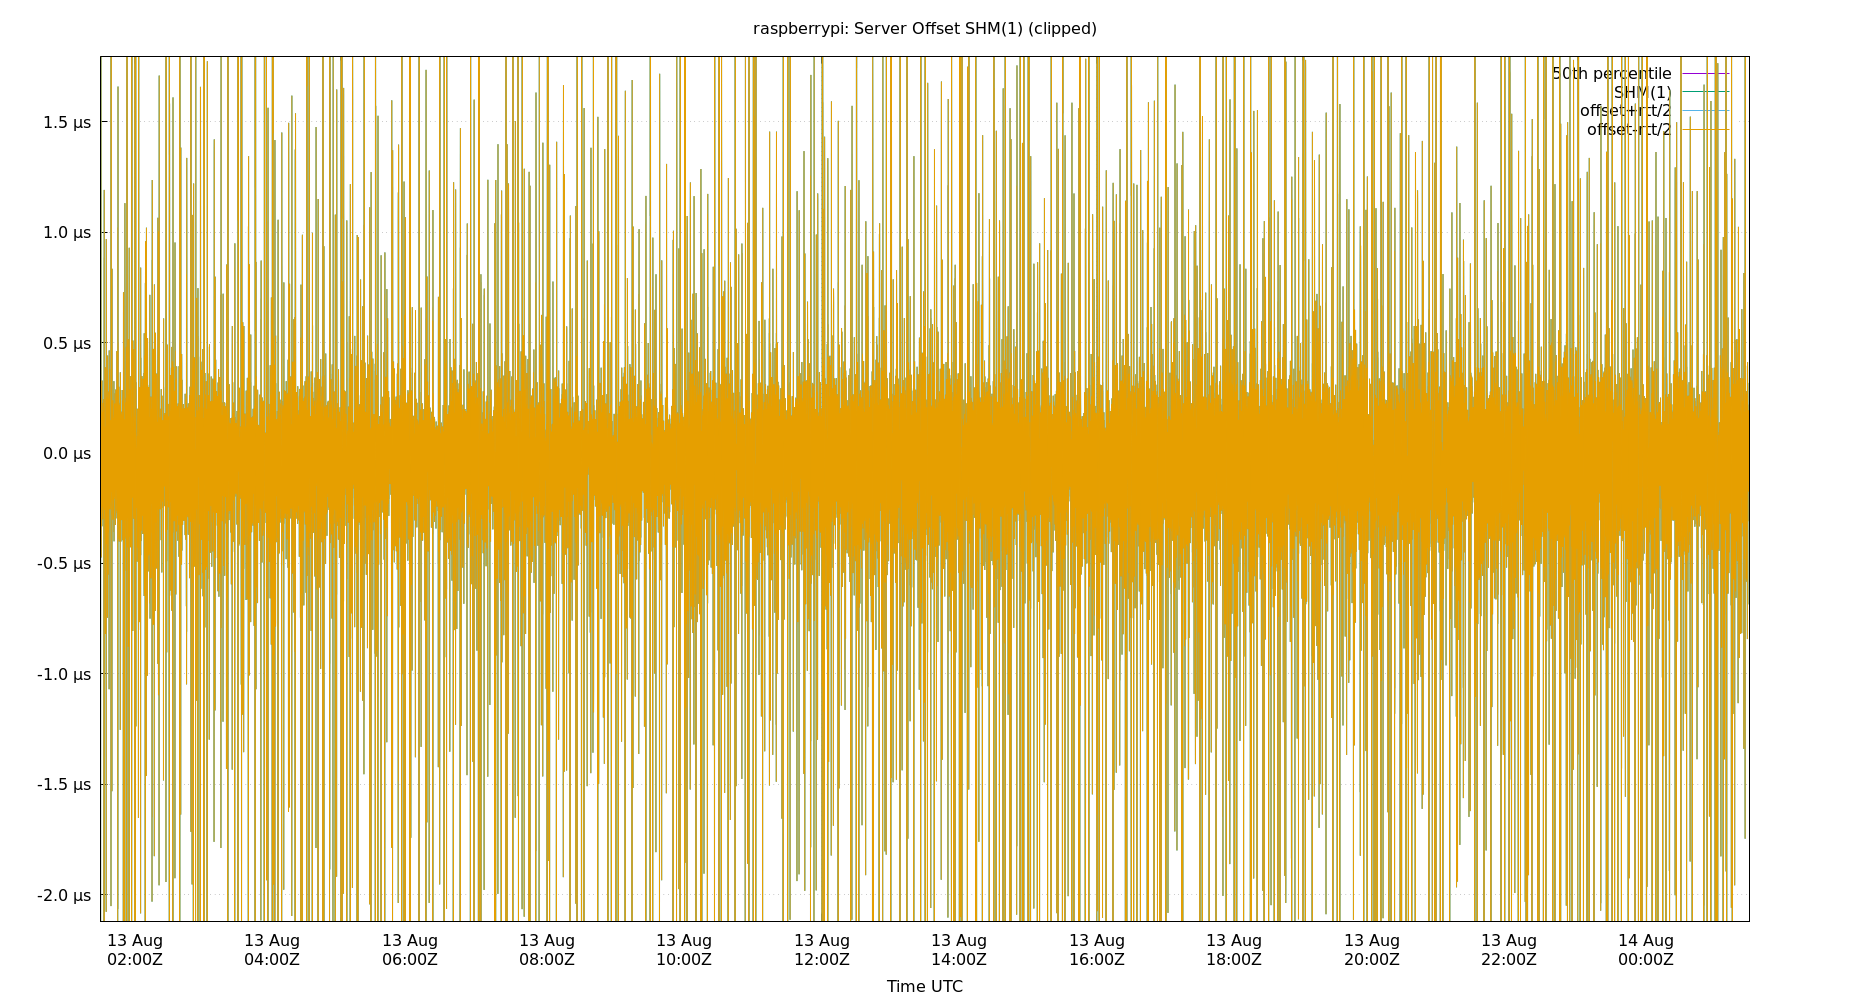 raspberrypi: Server Offset SHM(1) (clipped)
50th percentile
SHM(1)
offset+rtt/2
offset-rtt/2
1.5 µs
1.0 µs
0.5 µs
0.0 µs
-0.5 µs
-1.0 µs
-1.5 µs
-2.0 µs
13 Aug 13 Aug 13 Aug 13 Aug 13 Aug 13 Aug 13 Aug 13 Aug 13 Aug 13 Aug 13 Aug 14 Aug
02:00Z 04:00Z 06:00Z 08:00Z 10:00Z 12:00Z 14:00Z 16:00Z 18:00Z 20:00Z 22:00Z 00:00Z
Time UTC